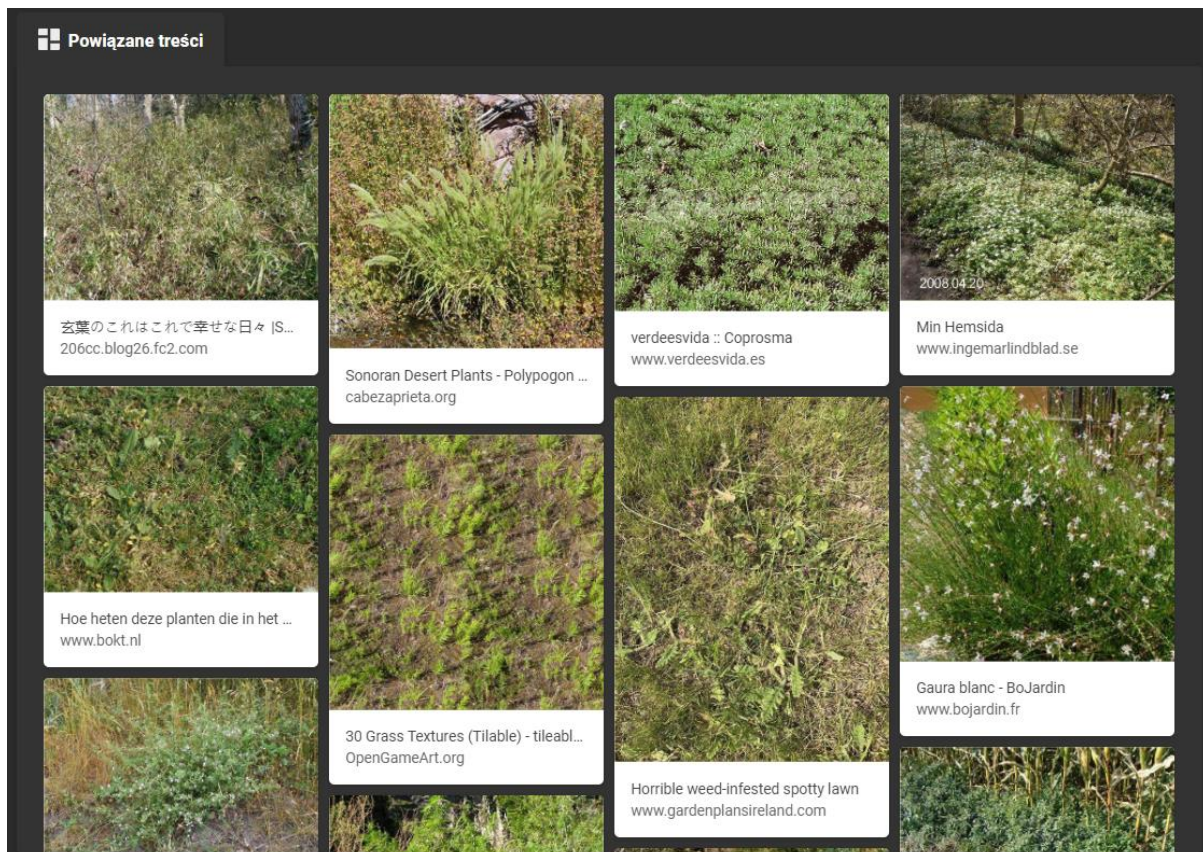 Powiązane treści
玄葉のこれはこれで幸せな日々 |S...
206cc.blog26.fc2.com
Hoe heten deze planten die in het ...
www.bokt.nl
Sonoran Desert Plants - Polypogon ...
cabezaprieta.org
30 Grass Textures (Tilable) - tileabl...
OpenGameArt.org
verdeesvida :: Coprosma
www.verdeesvida.es
Horrible weed-infested spotty lawn
www.gardenplansireland.com
2008.04.20
Min Hemsida
www.ingemarlindblad.se
Gaura blanc - BoJardin
www.bojardin.fr